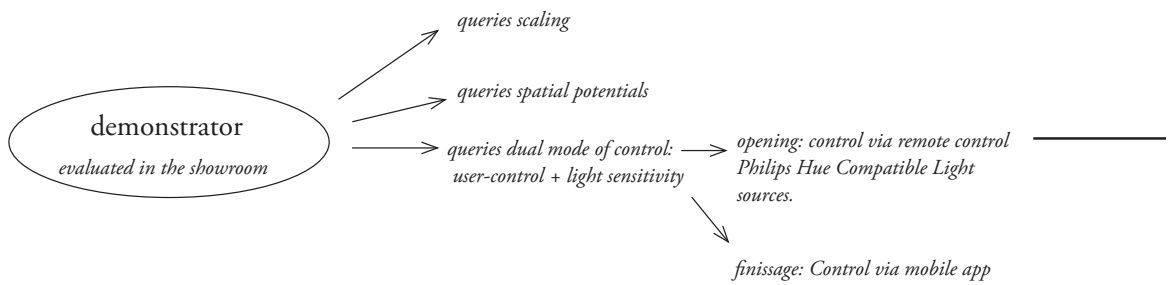 queries scaling
demonstrator
evaluated in the showroom
queries spatial potentials
queries dual mode of control:
user-control + light sensitivity
opening: control via remote control
Philips Hue Compatible Light
sources.
finissage: Control via mobile app